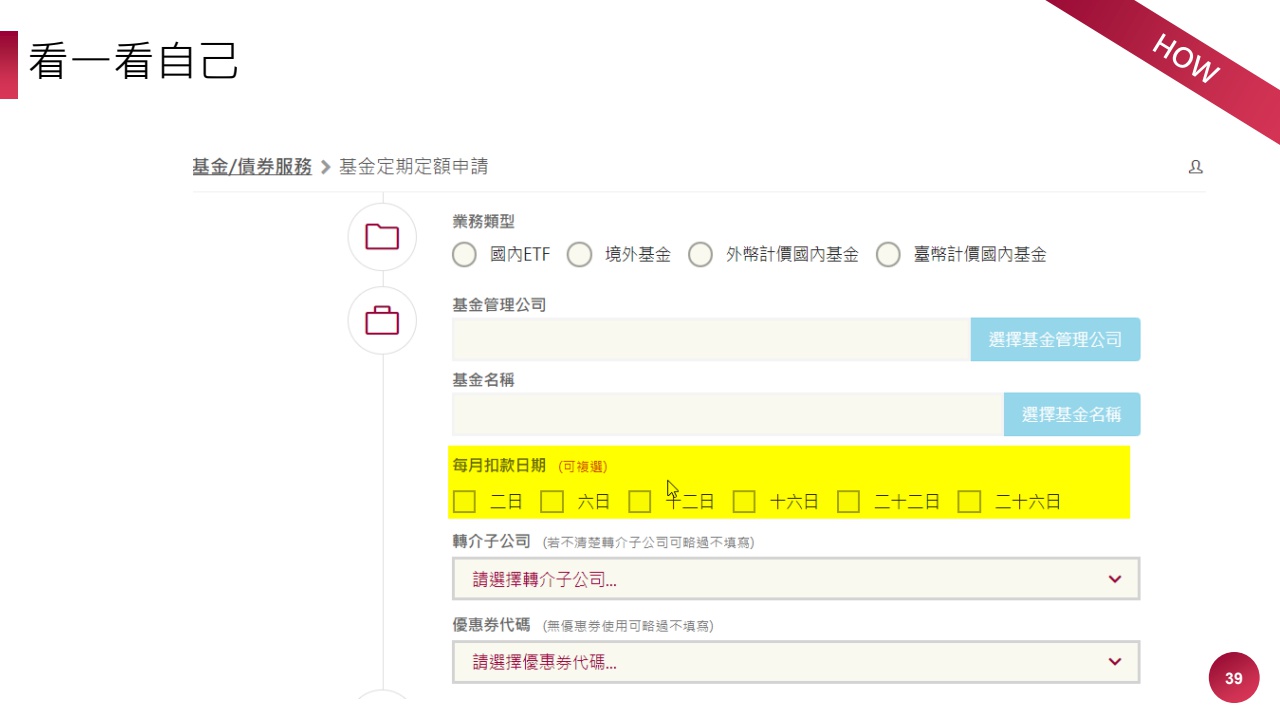 看一看自己
HOW
基金/債券服務 > 基金定期定額申請
業務類型
國內ETF 境外基金 外幣計價國內基金 臺幣計價國內基金
基金管理公司
選擇基金管理公司
基金名稱
選擇基金名稱
每月扣款日期 (可複選)
二日 六日 十二日 十六日 二十二日 二十六日
轉介子公司 (若不清楚轉介子公司可略過不填寫)
請選擇轉介子公司...
優惠券代碼 (無優惠券使用可略過不填寫)
請選擇優惠券代碼...
39